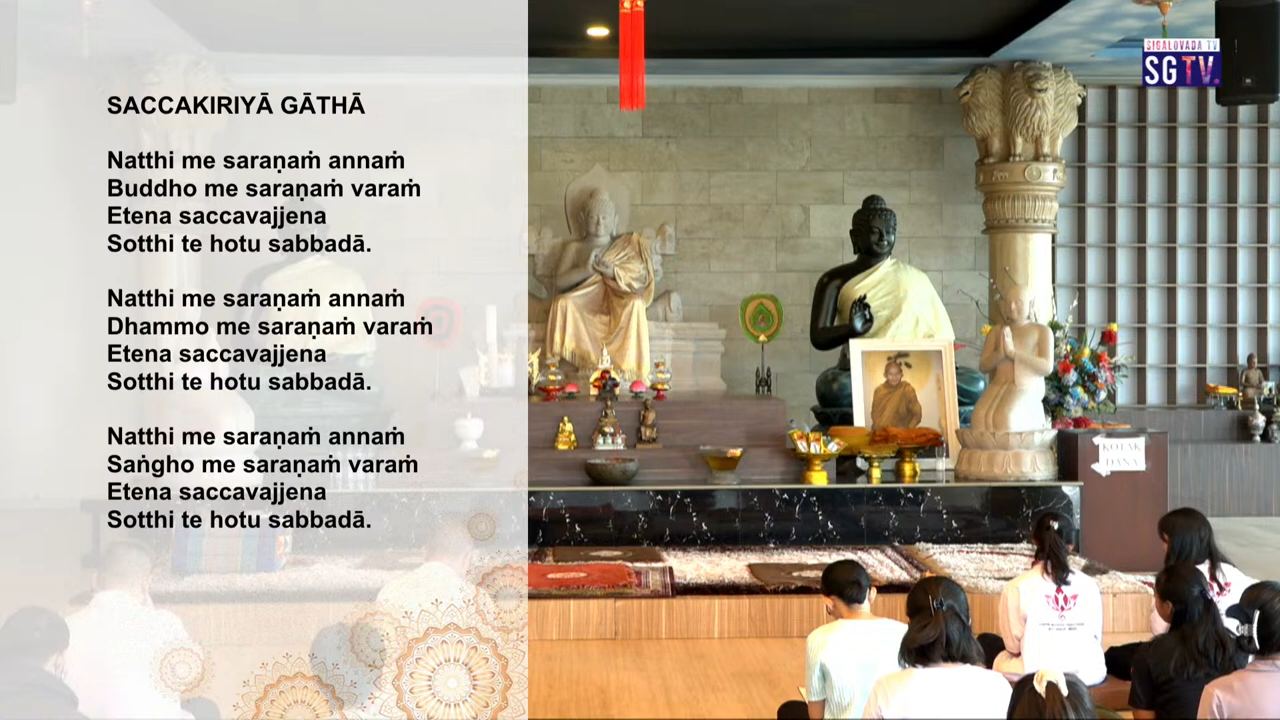 SACCAKIRIYĀ GĀTHĀ
Natthi me saraṇaṁ annaṁ
Buddho me saraṇaṁ varaṁ
Etena saccavajjena
Sotthi te hotu sabbadā.
Natthi me saraṇaṁ annaṁ
Dhammo me saraṇaṁ varaṁ
Etena saccavajjena
Sotthi te hotu sabbadā.
Natthi me saraṇaṁ annaṁ
Saṅgho me saraṇaṁ varaṁ
Etena saccavajjena
Sotthi te hotu sabbadā.
SIGALOVADA TV
SGTV
KOTAK
DANA